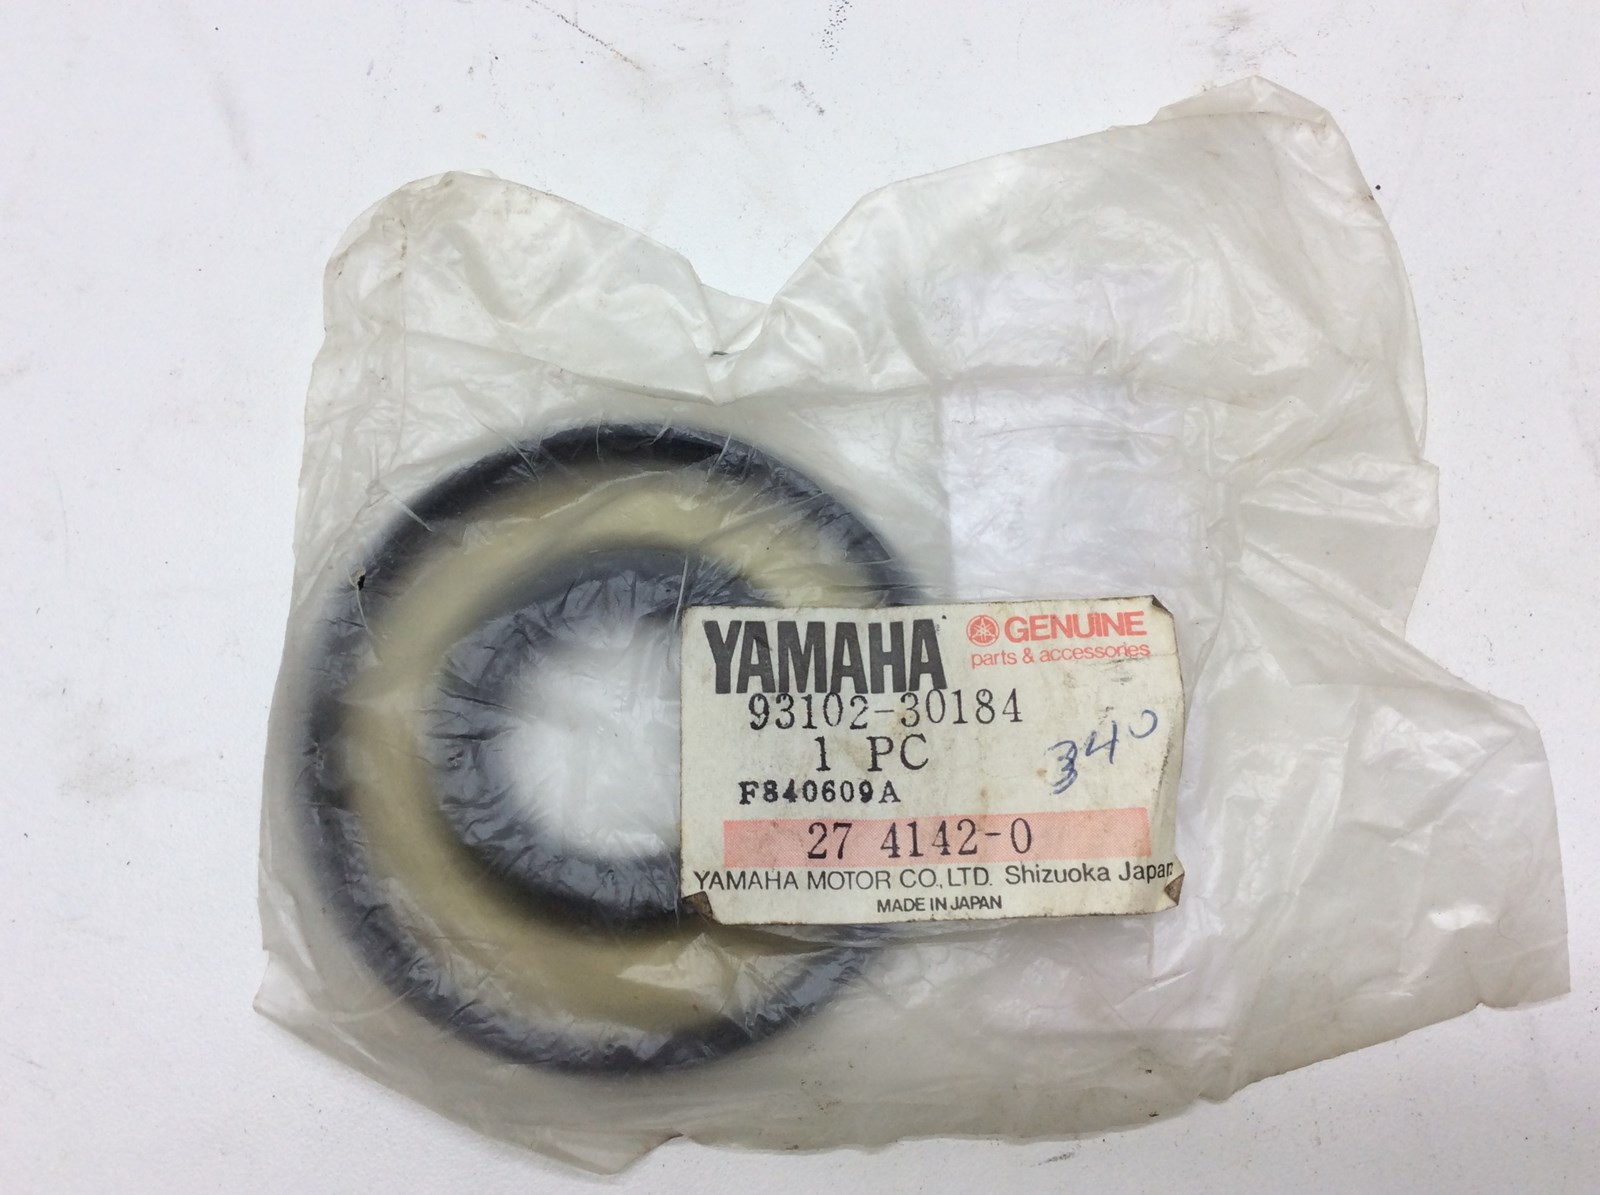 YAMAHA
GENUINE
parts & accessories
93102-30184
1 PC
340
F840609A
27 4142-0
YAMAHA MOTOR CO., LTD. Shizuoka Japan
MADE IN JAPAN